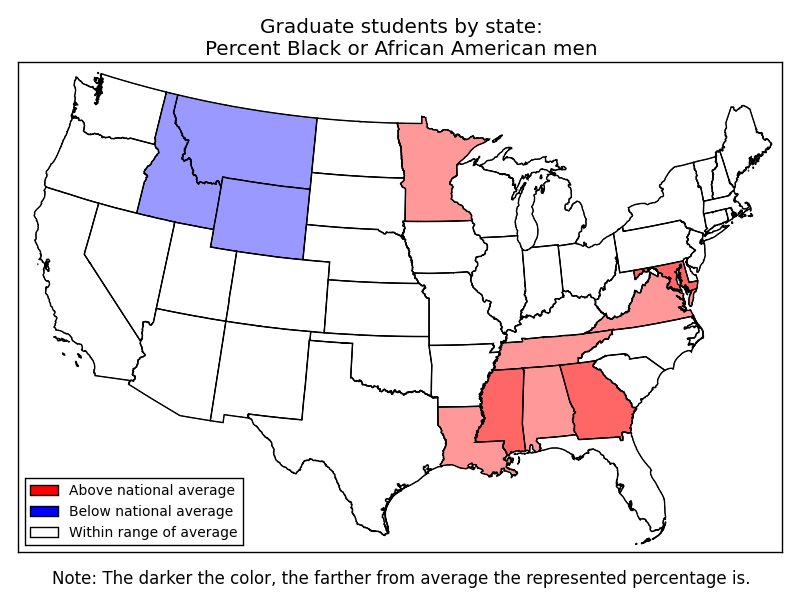 Graduate students by state:
Percent Black or African American men
Above national average
Below national average
Within range of average
Note: The darker the color, the farther from average the represented percentage is.